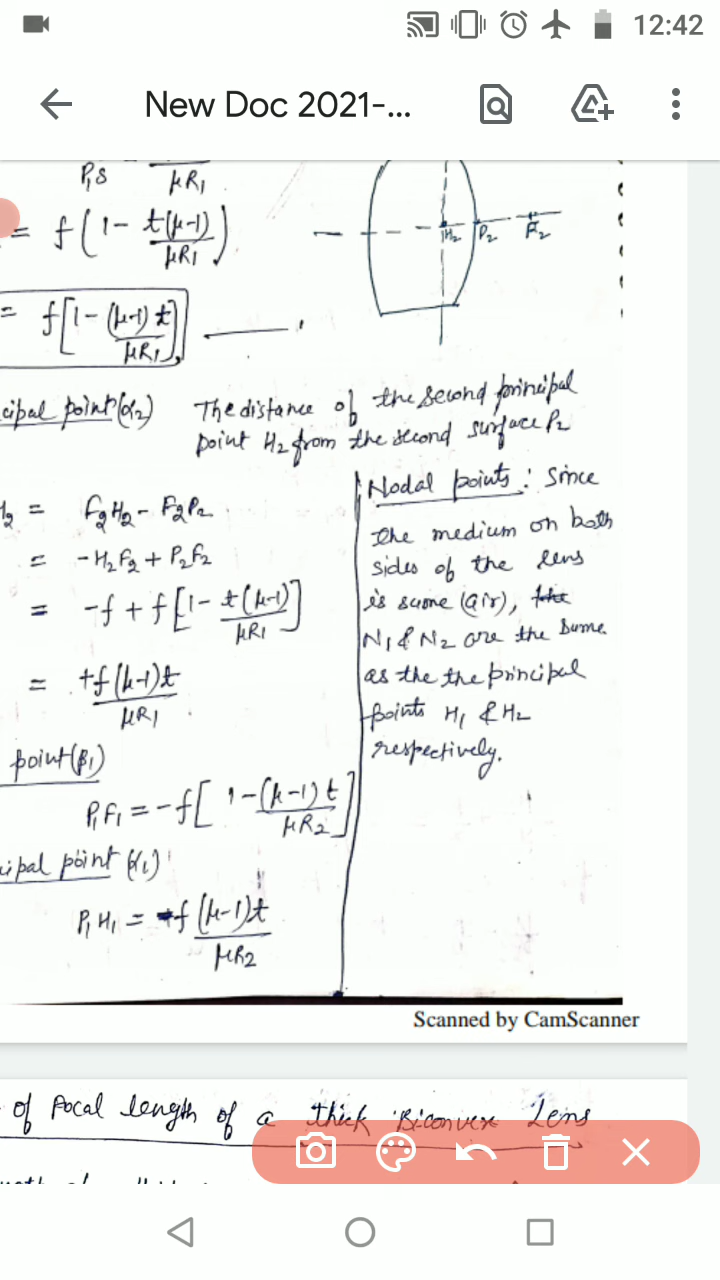 12:42
New Doc 2021-...
P₁S μR₁
= f(1- t(μ-1)/μR₁)
= f[1- (μ-1)t/μR₁]
cipal point(α₂) The distance of the second principal
point H₂ from the second surface P₂
H₂ P₂ F₂
H₂ = F₂H₂ - F₂P₂
= -H₂F₂ + P₂F₂
= -f + f[1- t(μ-1)/μR₁]
= +f(μ-1)t/μR₁
point(β₁)
P₁F₁ = -f[1-(μ-1)t/μR₂]
cipal point
P₁H₁ = f(μ-1)t/μR₂
Nodal points : Since
the medium on both
sides of the lens
is same (air),
N₁ & N₂ are the same
as the the principal
points H₁ & H₂
respectively.
Scanned by CamScanner
of focal length of a thick Biconvex Lens